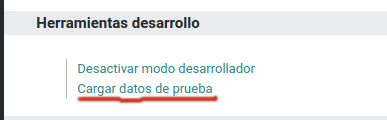 Herramientas desarrollo
Desactivar modo desarrollador
Cargar datos de prueba